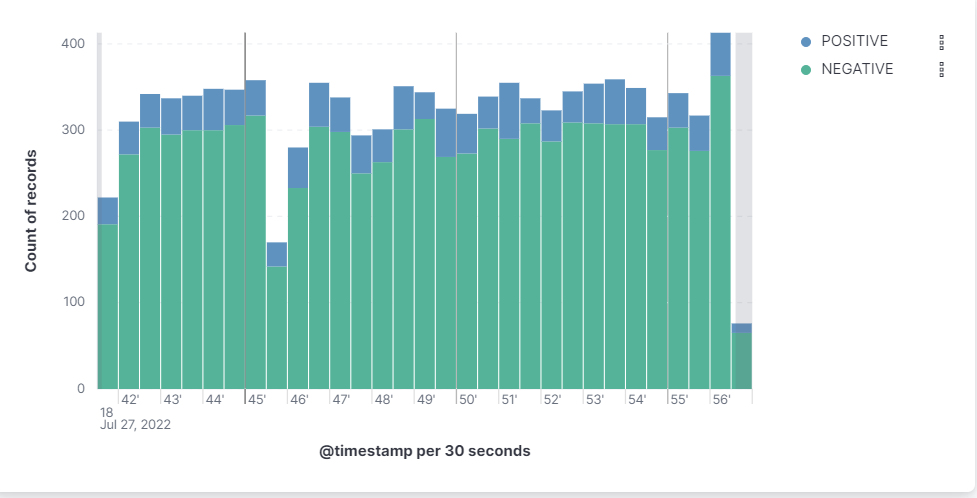 POSITIVE
NEGATIVE
400
300
200
100
0
Count of records
42' 43' 44' 45' 46' 47' 48' 49' 50' 51' 52' 53' 54' 55' 56'
18
Jul 27, 2022
@timestamp per 30 seconds